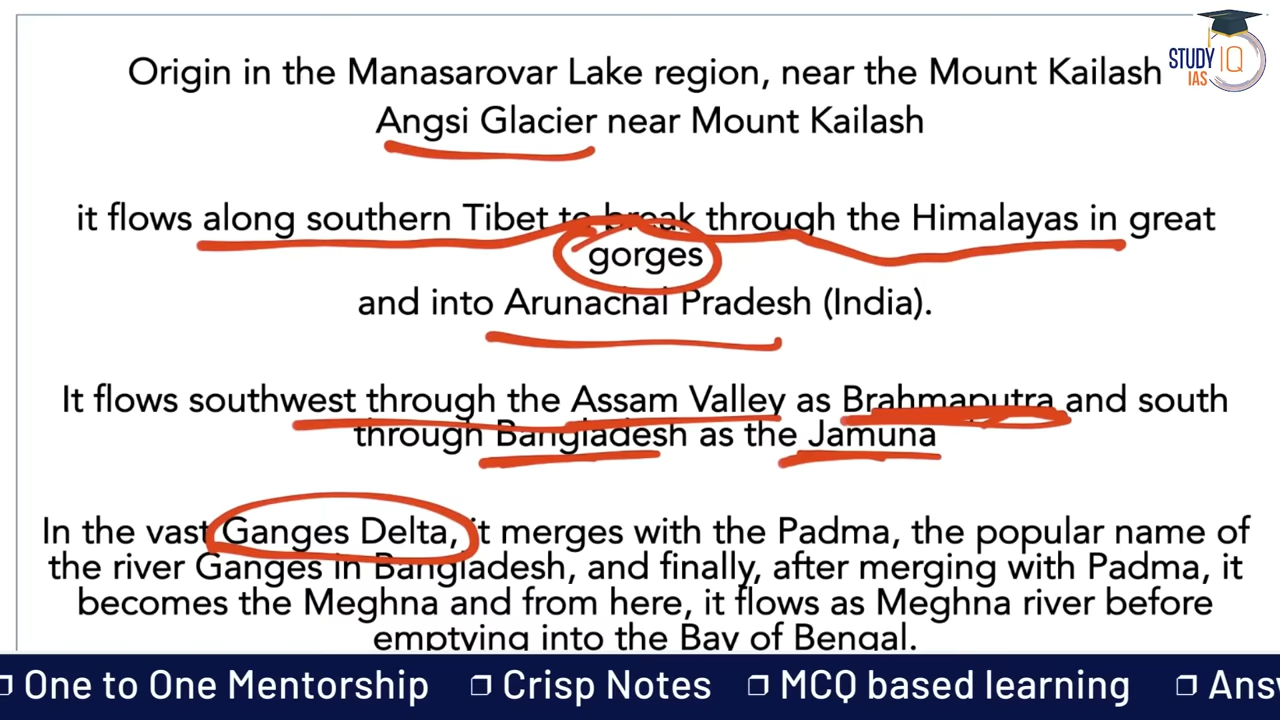 Origin in the Manasarovar Lake region, near the Mount Kailash
Angsi Glacier near Mount Kailash
STUDY IQ
IAS
it flows along southern Tibet to break through the Himalayas in great
gorges
and into Arunachal Pradesh (India).
It flows southwest through the Assam Valley as Brahmaputra and south
through Bangladesh as the Jamuna
In the vast Ganges Delta, it merges with the Padma, the popular name of
the river Ganges in Bangladesh, and finally, after merging with Padma, it
becomes the Meghna and from here, it flows as Meghna river before
emptying into the Bay of Bengal.
One to One Mentorship ❐ Crisp Notes ❐ MCQ based learning ❐ Answ